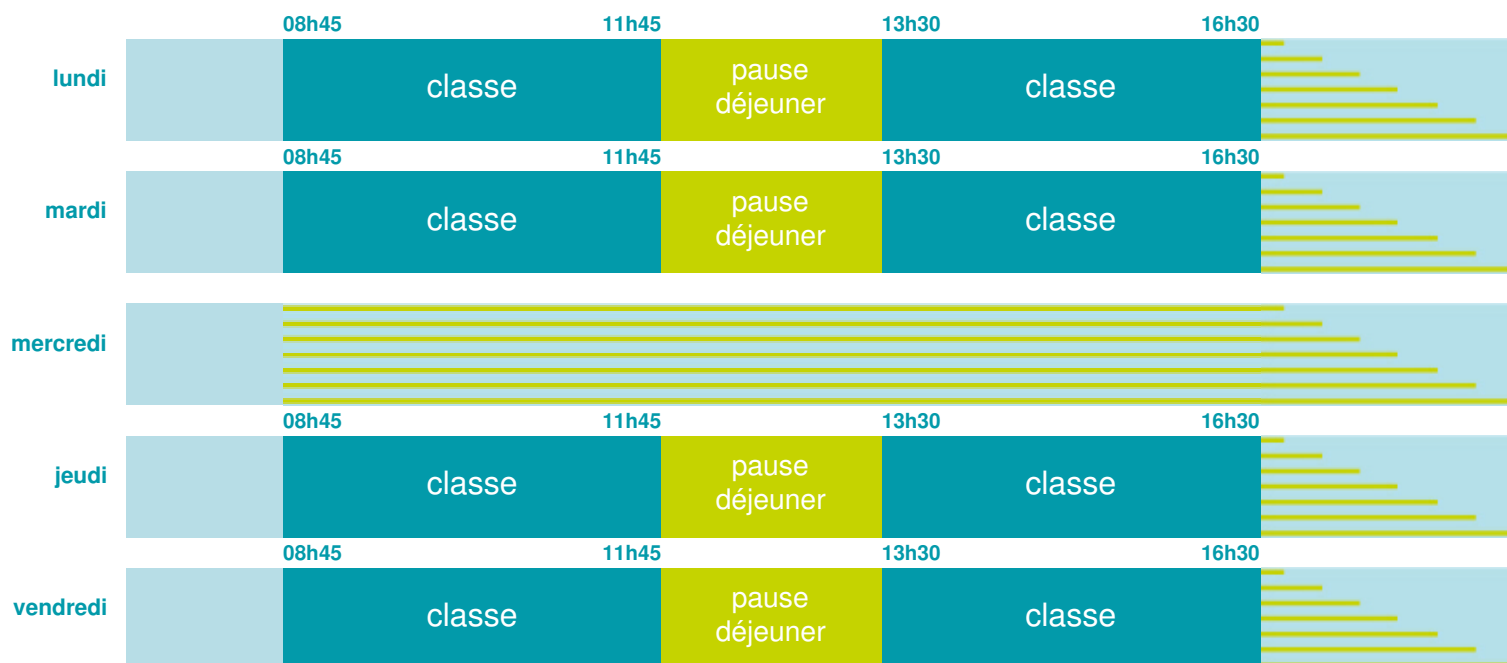 08h45 11h45 13h30 16h30
lundi classe pause déjeuner classe
08h45 11h45 13h30 16h30
mardi classe pause déjeuner classe
mercredi
08h45 11h45 13h30 16h30
jeudi classe pause déjeuner classe
08h45 11h45 13h30 16h30
vendredi classe pause déjeuner classe